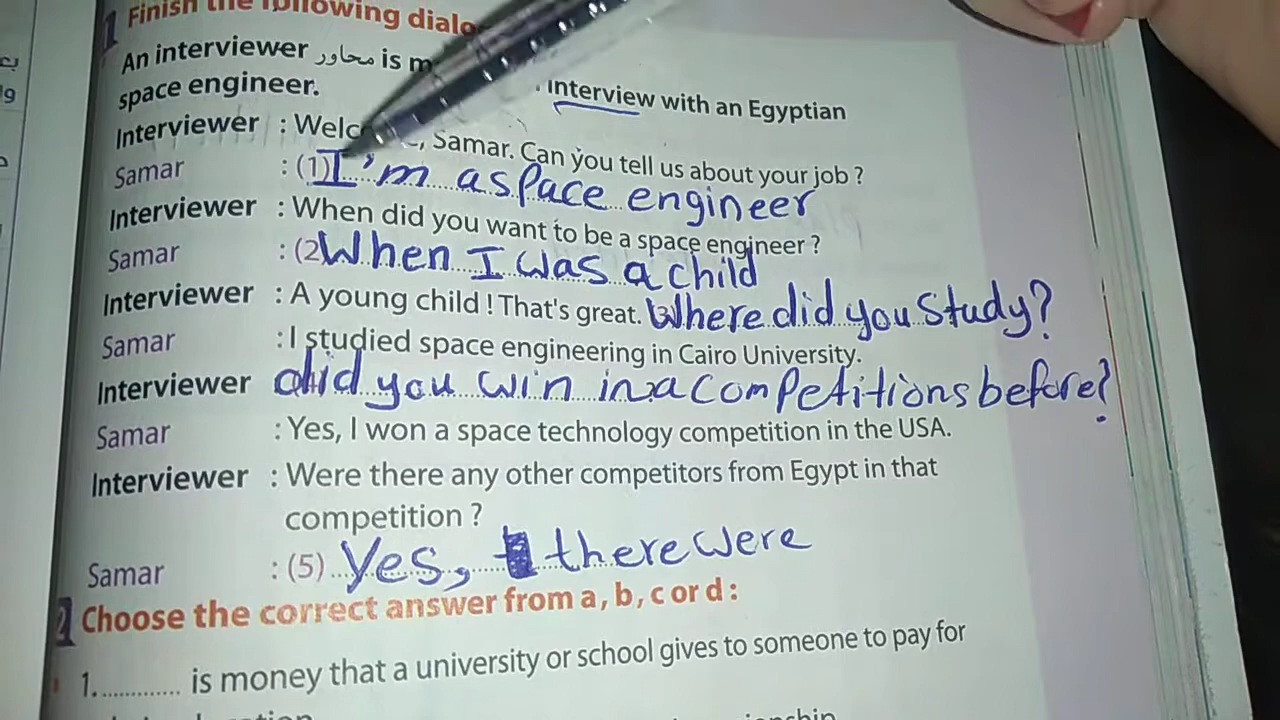 1 Finish the following dialo
An interviewer محاور is m
Interview with an Egyptian
space engineer.
Interviewer : Welc , Samar. Can you tell us about your job ?
Samar : (1) I'm a space engineer
Interviewer : When did you want to be a space engineer ?
Samar : (2 When I was a child
Interviewer : A young child ! That's great. Where did you study?
Samar : I studied space engineering in Cairo University.
Interviewer did you win in a competitions before?
Samar : Yes, I won a space technology competition in the USA.
Interviewer : Were there any other competitors from Egypt in that
competition ?
Samar : (5) Yes, there were
2 Choose the correct answer from a, b, c or d :
1. ............ is money that a university or school gives to someone to pay for